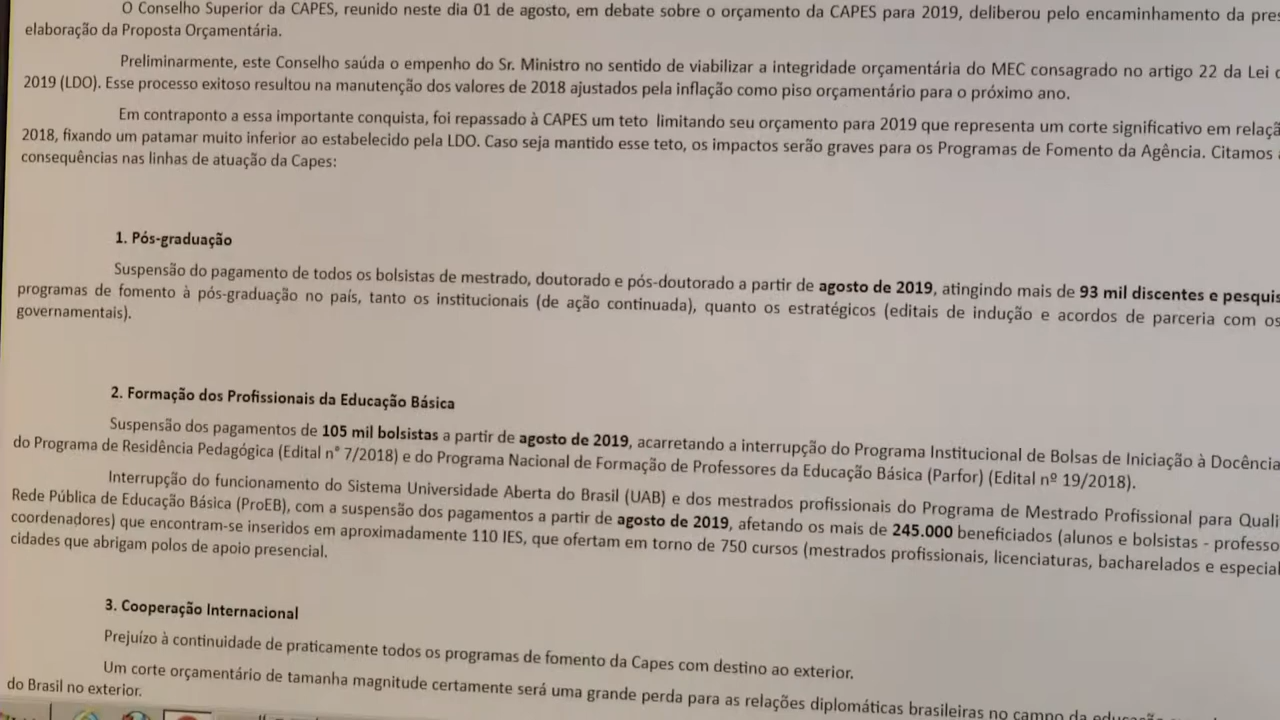 O Conselho Superior da CAPES, reunido neste dia 01 de agosto, em debate sobre o orçamento da CAPES para 2019, deliberou pelo encaminhamento da pres
elaboração da Proposta Orçamentária.
Preliminarmente, este Conselho saúda o empenho do Sr. Ministro no sentido de viabilizar a integridade orçamentária do MEC consagrado no artigo 22 da Lei
2019 (LDO). Esse processo exitoso resultou na manutenção dos valores de 2018 ajustados pela inflação como piso orçamentário para o próximo ano.
Em contraponto a essa importante conquista, foi repassado à CAPES um teto limitando seu orçamento para 2019 que representa um corte significativo em relaçã
2018, fixando um patamar muito inferior ao estabelecido pela LDO. Caso seja mantido esse teto, os impactos serão graves para os Programas de Fomento da Agência. Citamos
consequências nas linhas de atuação da Capes:
1. Pós-graduação
Suspensão do pagamento de todos os bolsistas de mestrado, doutorado e pós-doutorado a partir de agosto de 2019, atingindo mais de 93 mil discentes e pesquis
programas de fomento à pós-graduação no país, tanto os institucionais (de ação continuada), quanto os estratégicos (editais de indução e acordos de parceria com os
governamentais).
2. Formação dos Profissionais da Educação Básica
Suspensão dos pagamentos de 105 mil bolsistas a partir de agosto de 2019, acarretando a interrupção do Programa Institucional de Bolsas de Iniciação à Docência
do Programa de Residência Pedagógica (Edital n° 7/2018) e do Programa Nacional de Formação de Professores da Educação Básica (Parfor) (Edital nº 19/2018).
Interrupção do funcionamento do Sistema Universidade Aberta do Brasil (UAB) e dos mestrados profissionais do Programa de Mestrado Profissional para Quali
Rede Pública de Educação Básica (ProEB), com a suspensão dos pagamentos a partir de agosto de 2019, afetando os mais de 245.000 beneficiados (alunos e bolsistas - professo
coordenadores) que encontram-se inseridos em aproximadamente 110 IES, que ofertam em torno de 750 cursos (mestrados profissionais, licenciaturas, bacharelados e especial
cidades que abrigam polos de apoio presencial.
3. Cooperação Internacional
Prejuízo à continuidade de praticamente todos os programas de fomento da Capes com destino ao exterior.
Um corte orçamentário de tamanha magnitude certamente será uma grande perda para as relações diplomáticas brasileiras no campo da
do Brasil no exterior.